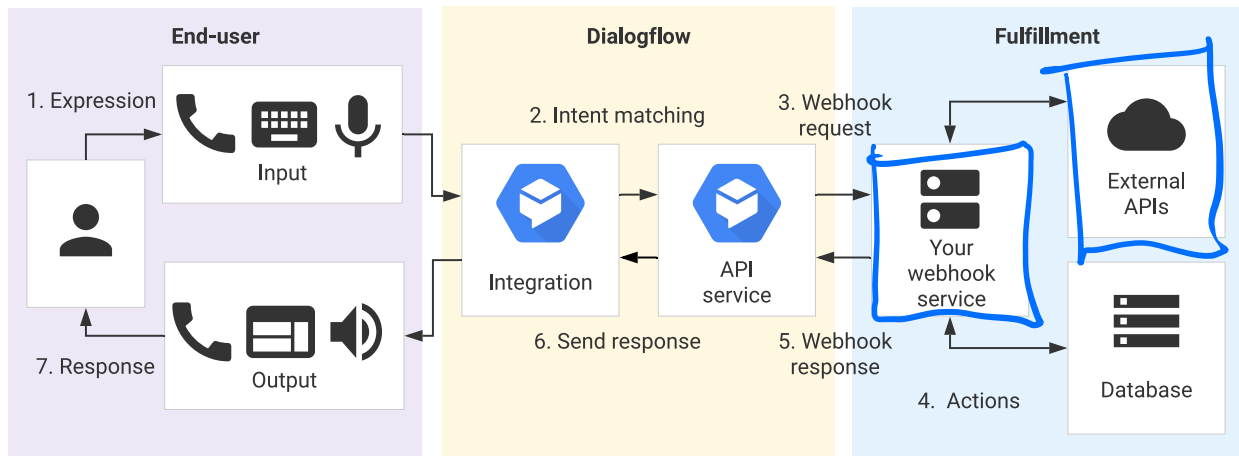 End-user
Dialogflow
Fulfillment
1. Expression
Input
2. Intent matching
3. Webhook
request
External
APIs
Integration
API
service
Your
webhook
service
7. Response
Output
6. Send response
5. Webhook
response
4. Actions
Database